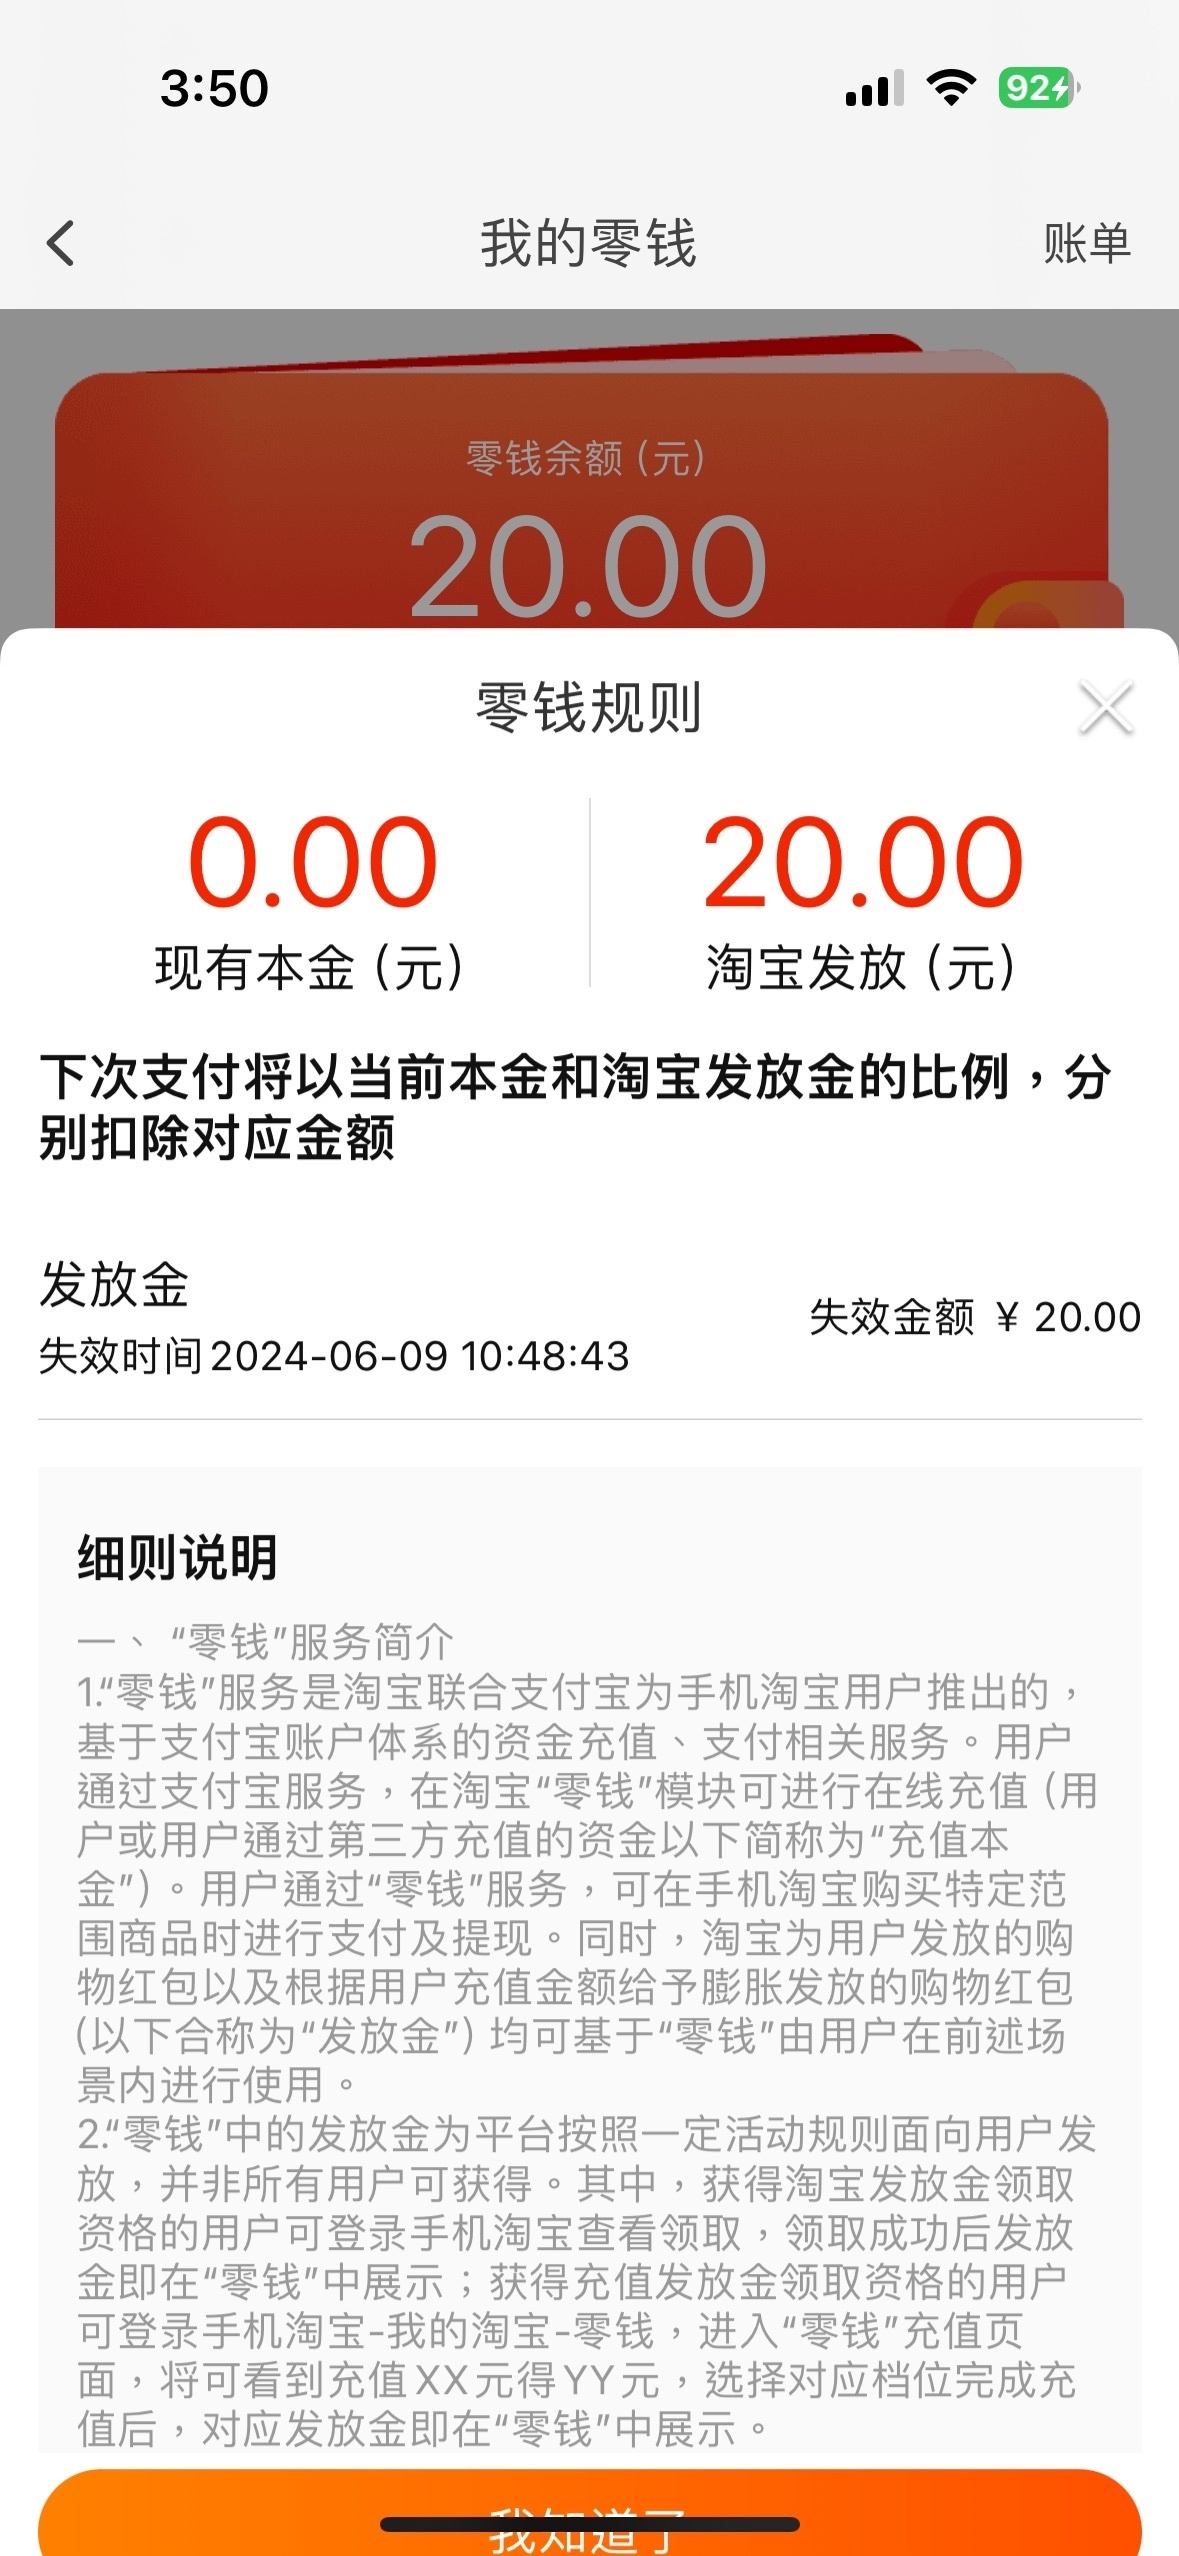 3:50
92
我的零钱
账单
零钱余额（元）
20.00
零钱规则
0.00
20.00
现有本金（元）
淘宝发放（元）
下次支付将以当前本金和淘宝发放金的比例，分
别扣除对应金额
发放金
失效金额 ¥ 20.00
失效时间2024-06-09 10:48:43
细则说明
一、“零钱”服务简介
1.“零钱”服务是淘宝联合支付宝为手机淘宝用户推出的，
基于支付宝账户体系的资金充值、支付相关服务。用户
通过支付宝服务，在淘宝“零钱”模块可进行在线充值（用
户或用户通过第三方充值的资金以下简称为“充值本
金”）。用户通过“零钱”服务，可在手机淘宝购买特定范
围商品时进行支付及提现。同时，淘宝为用户发放的购
物红包以及根据用户充值金额给予膨胀发放的购物红包
（以下合称为“发放金”）均可基于“零钱”由用户在前述场
景内进行使用。
2.“零钱”中的发放金为平台按照一定活动规则面向用户发
放，并非所有用户可获得。其中，获得淘宝发放金领取
资格的用户可登录手机淘宝查看领取，领取成功后发放
金即在“零钱”中展示；获得充值发放金领取资格的用户
可登录手机淘宝-我的淘宝-零钱，进入“零钱”充值页
面，将可看到充值XX元得YY元，选择对应档位完成充
值后，对应发放金即在“零钱”中展示。
我知道了